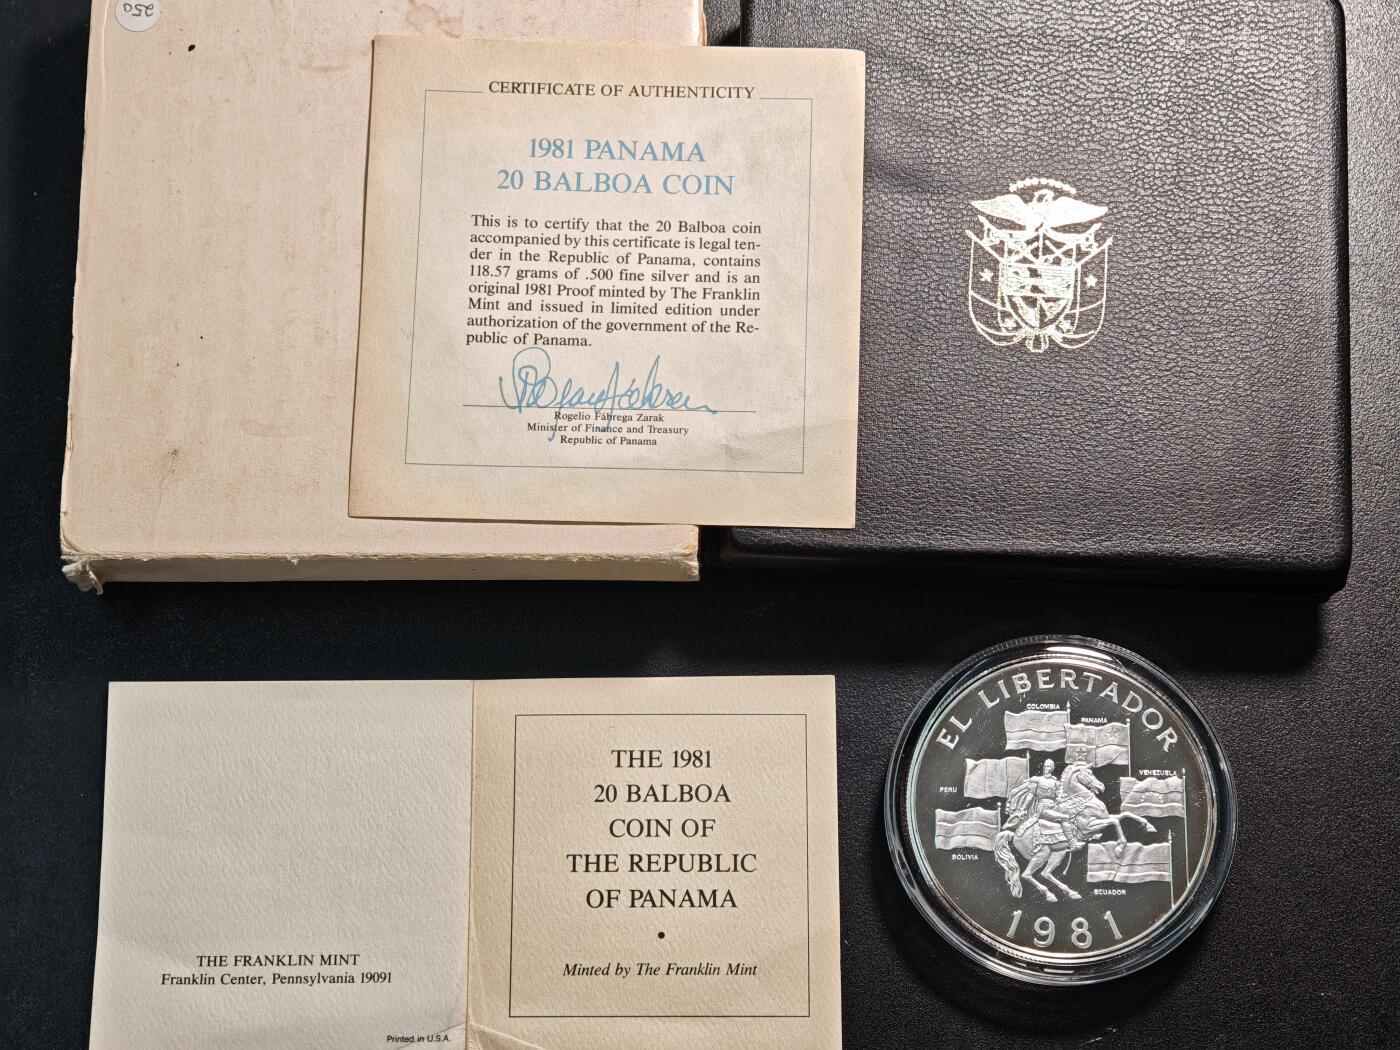 250
CERTIFICATE OF AUTHENTICITY
1981 PANAMA
20 BALBOA COIN
This is to certify that the 20 Balboa coin
accompanied by this certificate is legal ten-
der in the Republic of Panama, contains
118.57 grams of .500 fine silver and is an
original 1981 Proof minted by The Franklin
Mint and issued in limited edition under
authorization of the government of the Re-
public of Panama.
Rogelio Fábrega Zarak
Minister of Finance and Treasury
Republic of Panama
THE FRANKLIN MINT
Franklin Center, Pennsylvania 19091
Printed in U.S.A.
THE 1981
20 BALBOA
COIN OF
THE REPUBLIC
OF PANAMA
•
Minted by The Franklin Mint
EL LIBERTADOR
COLOMBIA
PANAMA
VENEZUELA
PERU
BOLIVIA
ECUADOR
1981